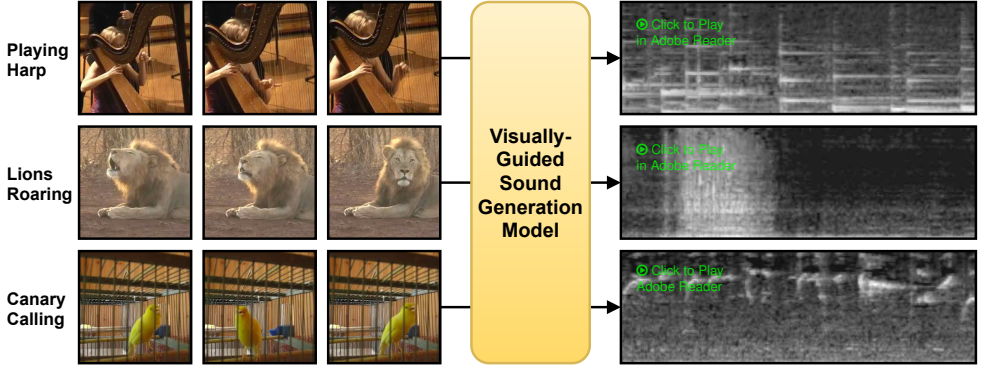 Playing
Harp
Click to Play
in Adobe Reader
Lions
Roaring
Visually-
Guided
Sound
Generation
Model
Click to Play
in Adobe Reader
Canary
Calling
Click to Play
Adobe Reader